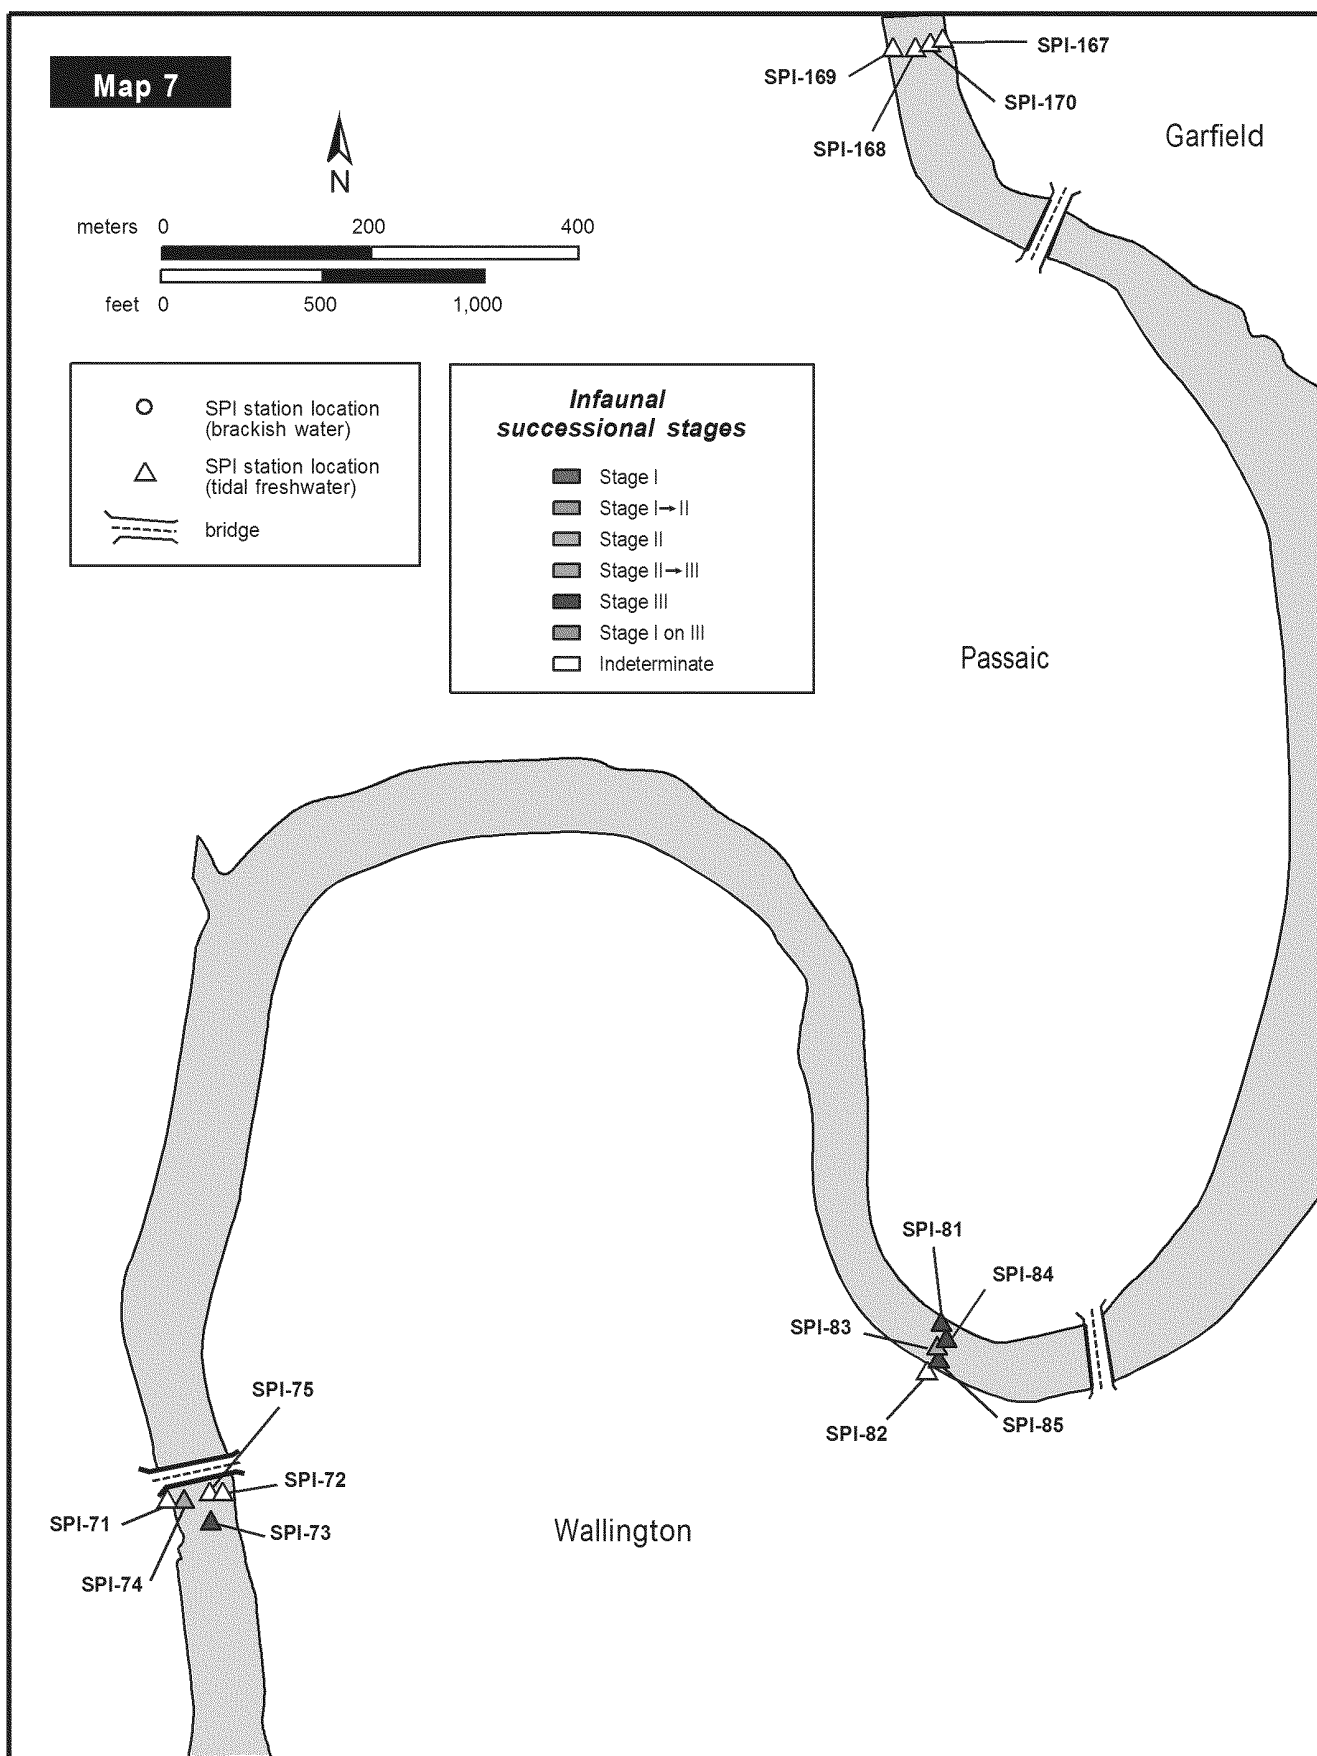 Map 7
SPI-167
SPI-169
SPI-170
SPI-168
Garfield
N
meters 0 200 400
feet 0 500 1,000
SPI station location
(brackish water)
SPI station location
(tidal freshwater)
bridge
Infaunal
successional stages
Stage I
Stage I→II
Stage II
Stage II→III
Stage III
Stage I on III
Indeterminate
Passaic
SPI-81
SPI-84
SPI-83
SPI-85
SPI-82
SPI-75
SPI-72
SPI-71
SPI-73
SPI-74
Wallington